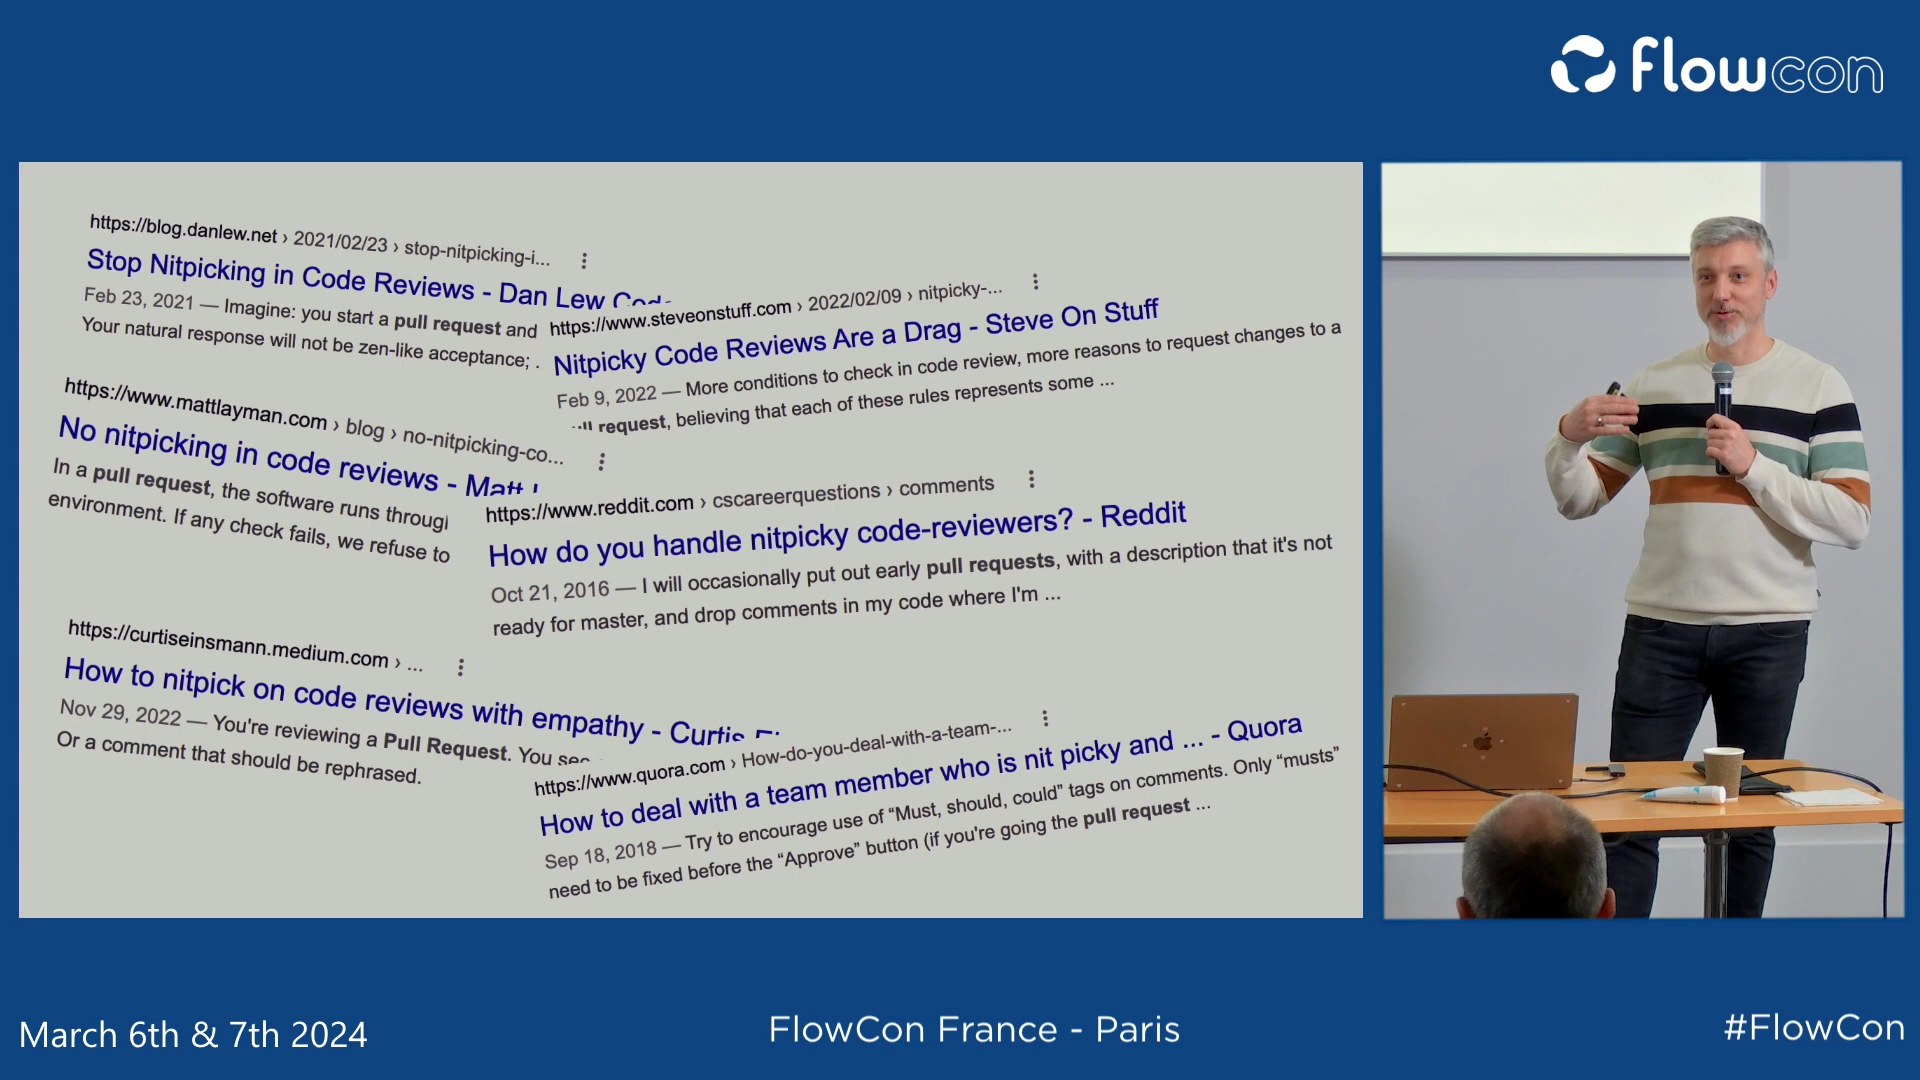 flowcon
https://blog.danlew.net › 2021/02/23 › stop-nitpicking-i...
Stop Nitpicking in Code Reviews - Dan Lew
Feb 23, 2021 — Imagine: you start a pull request and
Your natural response will not be zen-like acceptance; .
https://www.steveonstuff.com › 2022/02/09 › nitpicky-...
Nitpicky Code Reviews Are a Drag - Steve On Stuff
Feb 9, 2022 — More conditions to check in code review, more reasons to request changes to a
request, believing that each of these rules represents some ...
https://www.mattlayman.com › blog › no-nitpicking-co...
No nitpicking in code reviews - Matt
In a pull request, the software runs throug
environment. If any check fails, we refuse to
https://www.reddit.com › cscareerquestions › comments
How do you handle nitpicky code-reviewers? - Reddit
Oct 21, 2016 — I will occasionally put out early pull requests, with a description that it's not
ready for master, and drop comments in my code where I'm ...
https://curtiseinsmann.medium.com › ...
How to nitpick on code reviews with empathy - Curtis
Nov 29, 2022 — You're reviewing a Pull Request. You see
Or a comment that should be rephrased.
https://www.quora.com › How-do-you-deal-with-a-team-...
How to deal with a team member who is nit picky and ... - Quora
Sep 18, 2018 — Try to encourage use of “Must, should, could” tags on comments. Only “musts”
need to be fixed before the “Approve” button (if you're going the pull request ...
March 6th & 7th 2024
FlowCon France - Paris
#FlowCon